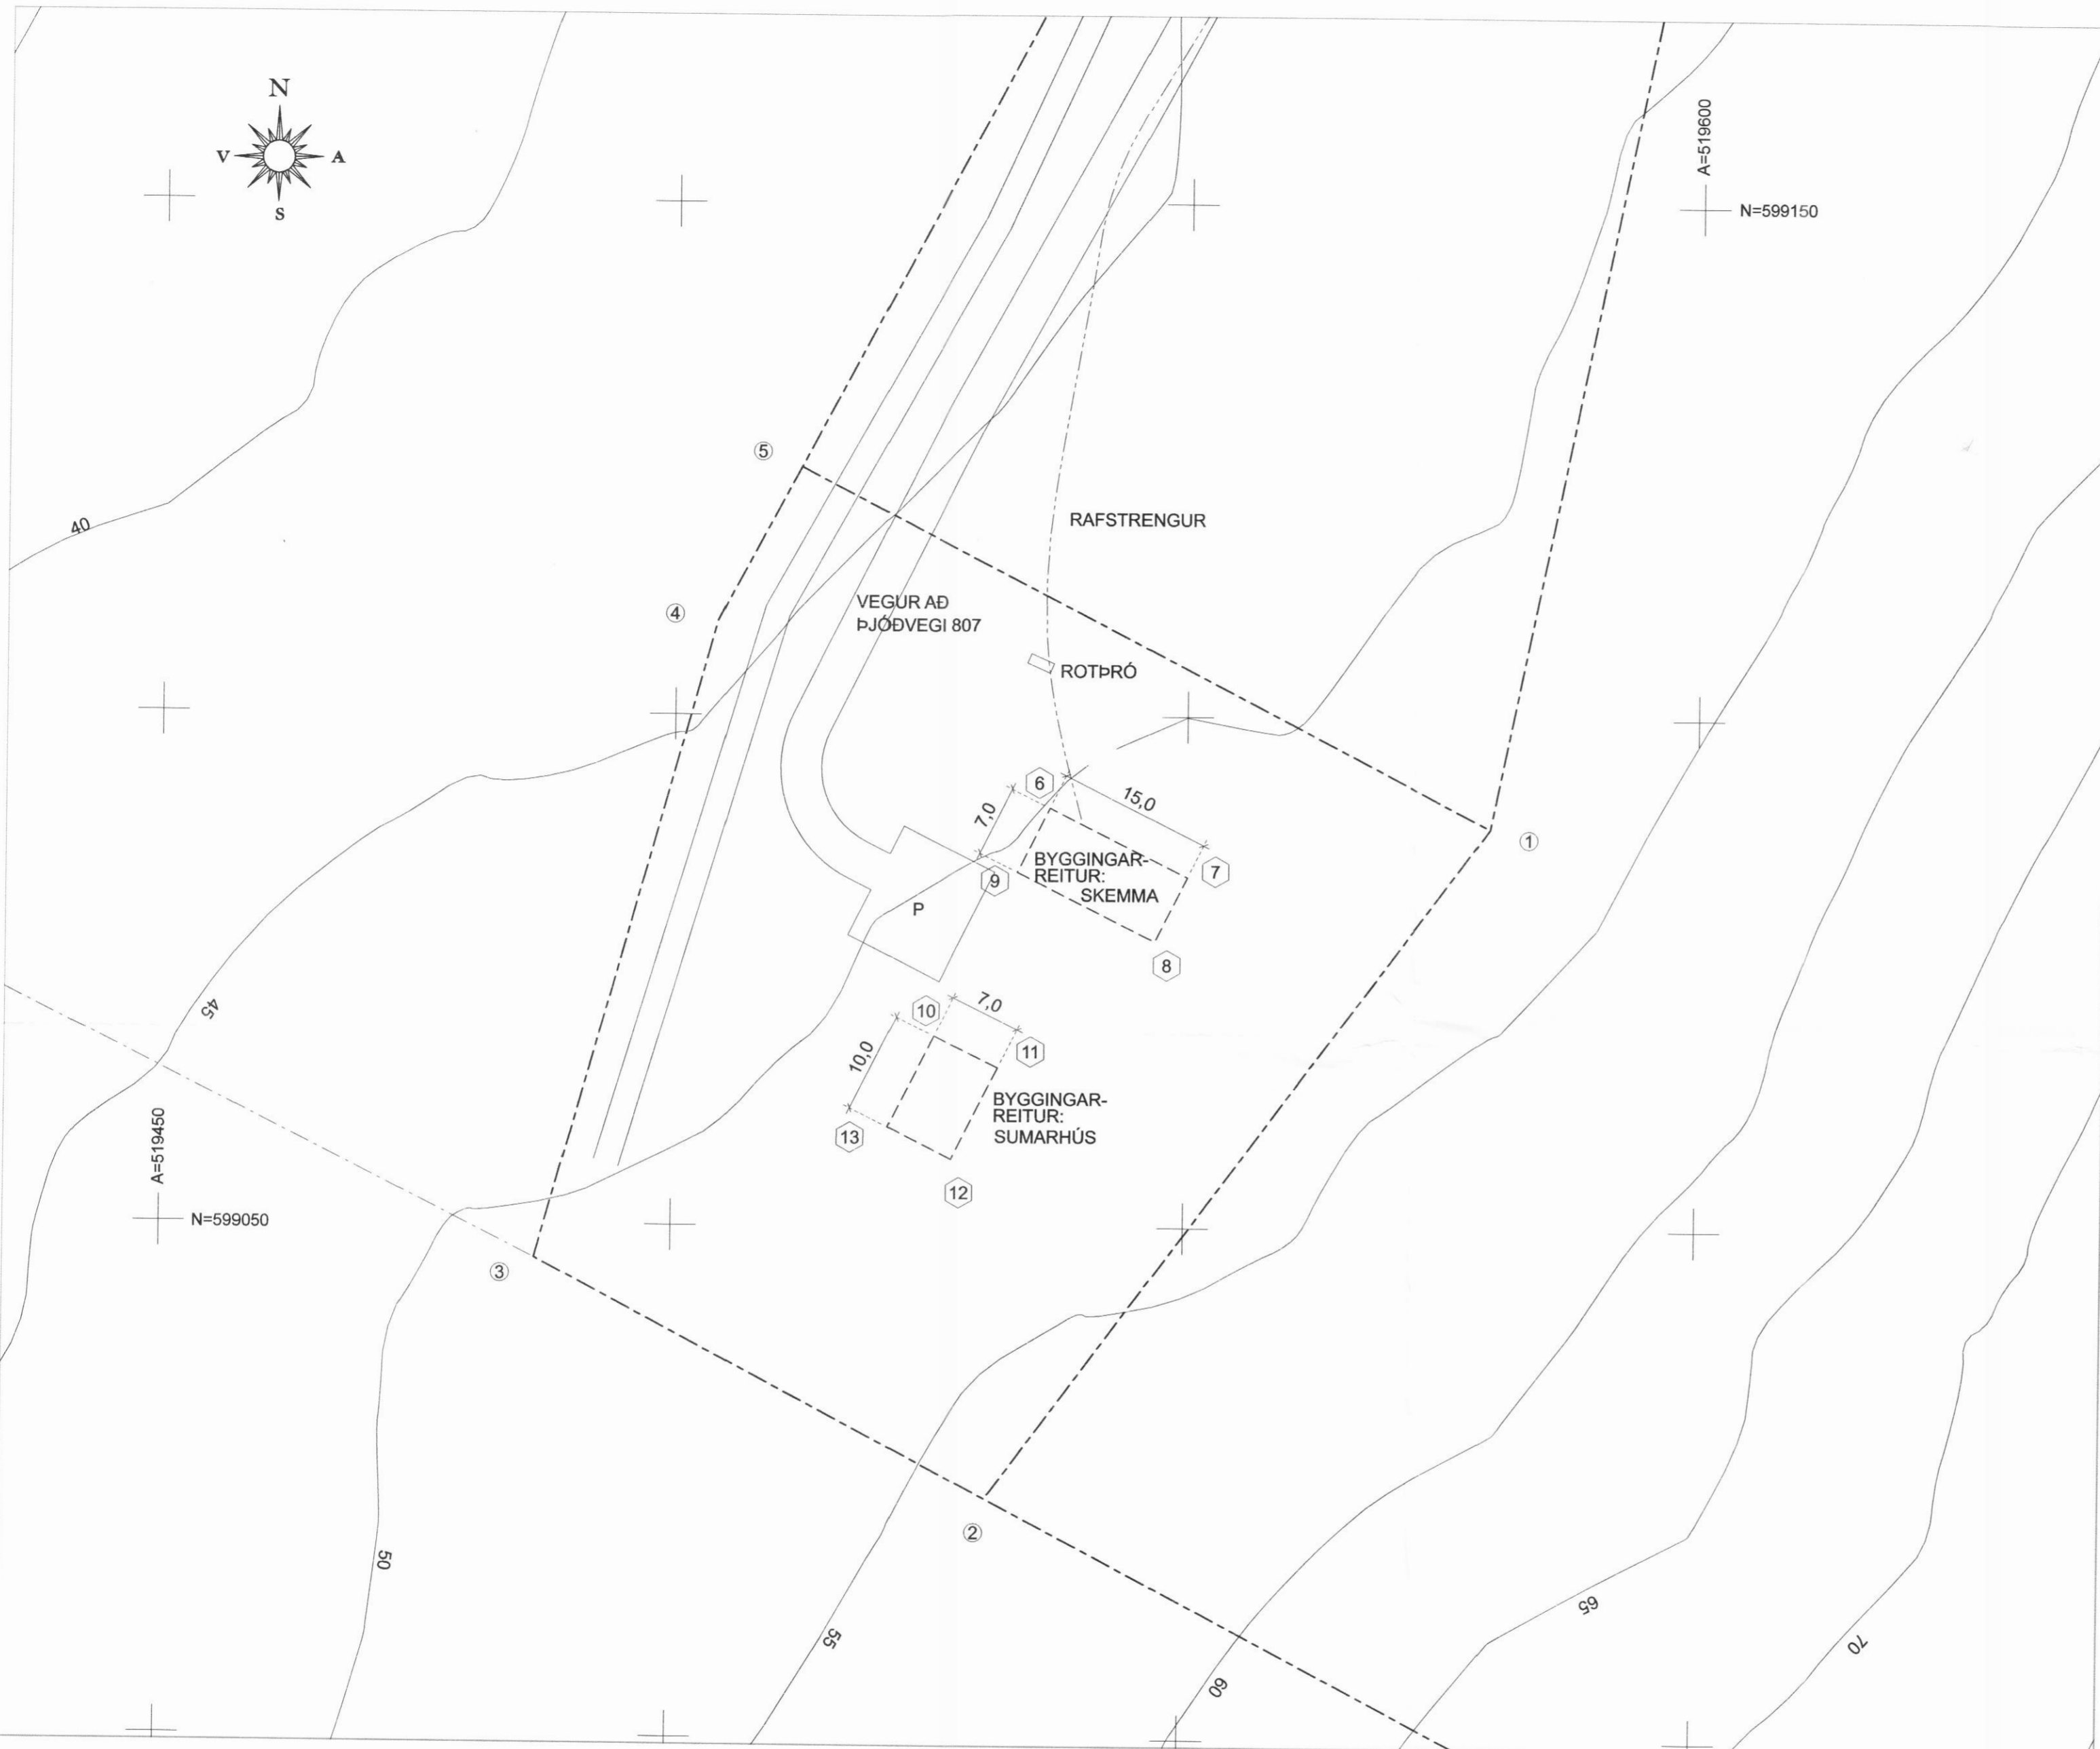 N
V
A
S
A=519600
N=599150
5
RAFSTRENGUR
40
VEGUR AÐ
ÞJÓÐVEGI 807
4
ROTÞRÓ
6
15,0
7,0
1
BYGGINGAR-
REITUR:
SKEMMA
7
9
P
8
45
10
7,0
11
10,0
BYGGINGAR-
REITUR:
SUMARHÚS
13
12
A=519450
N=599050
3
2
50
55
60
65
70